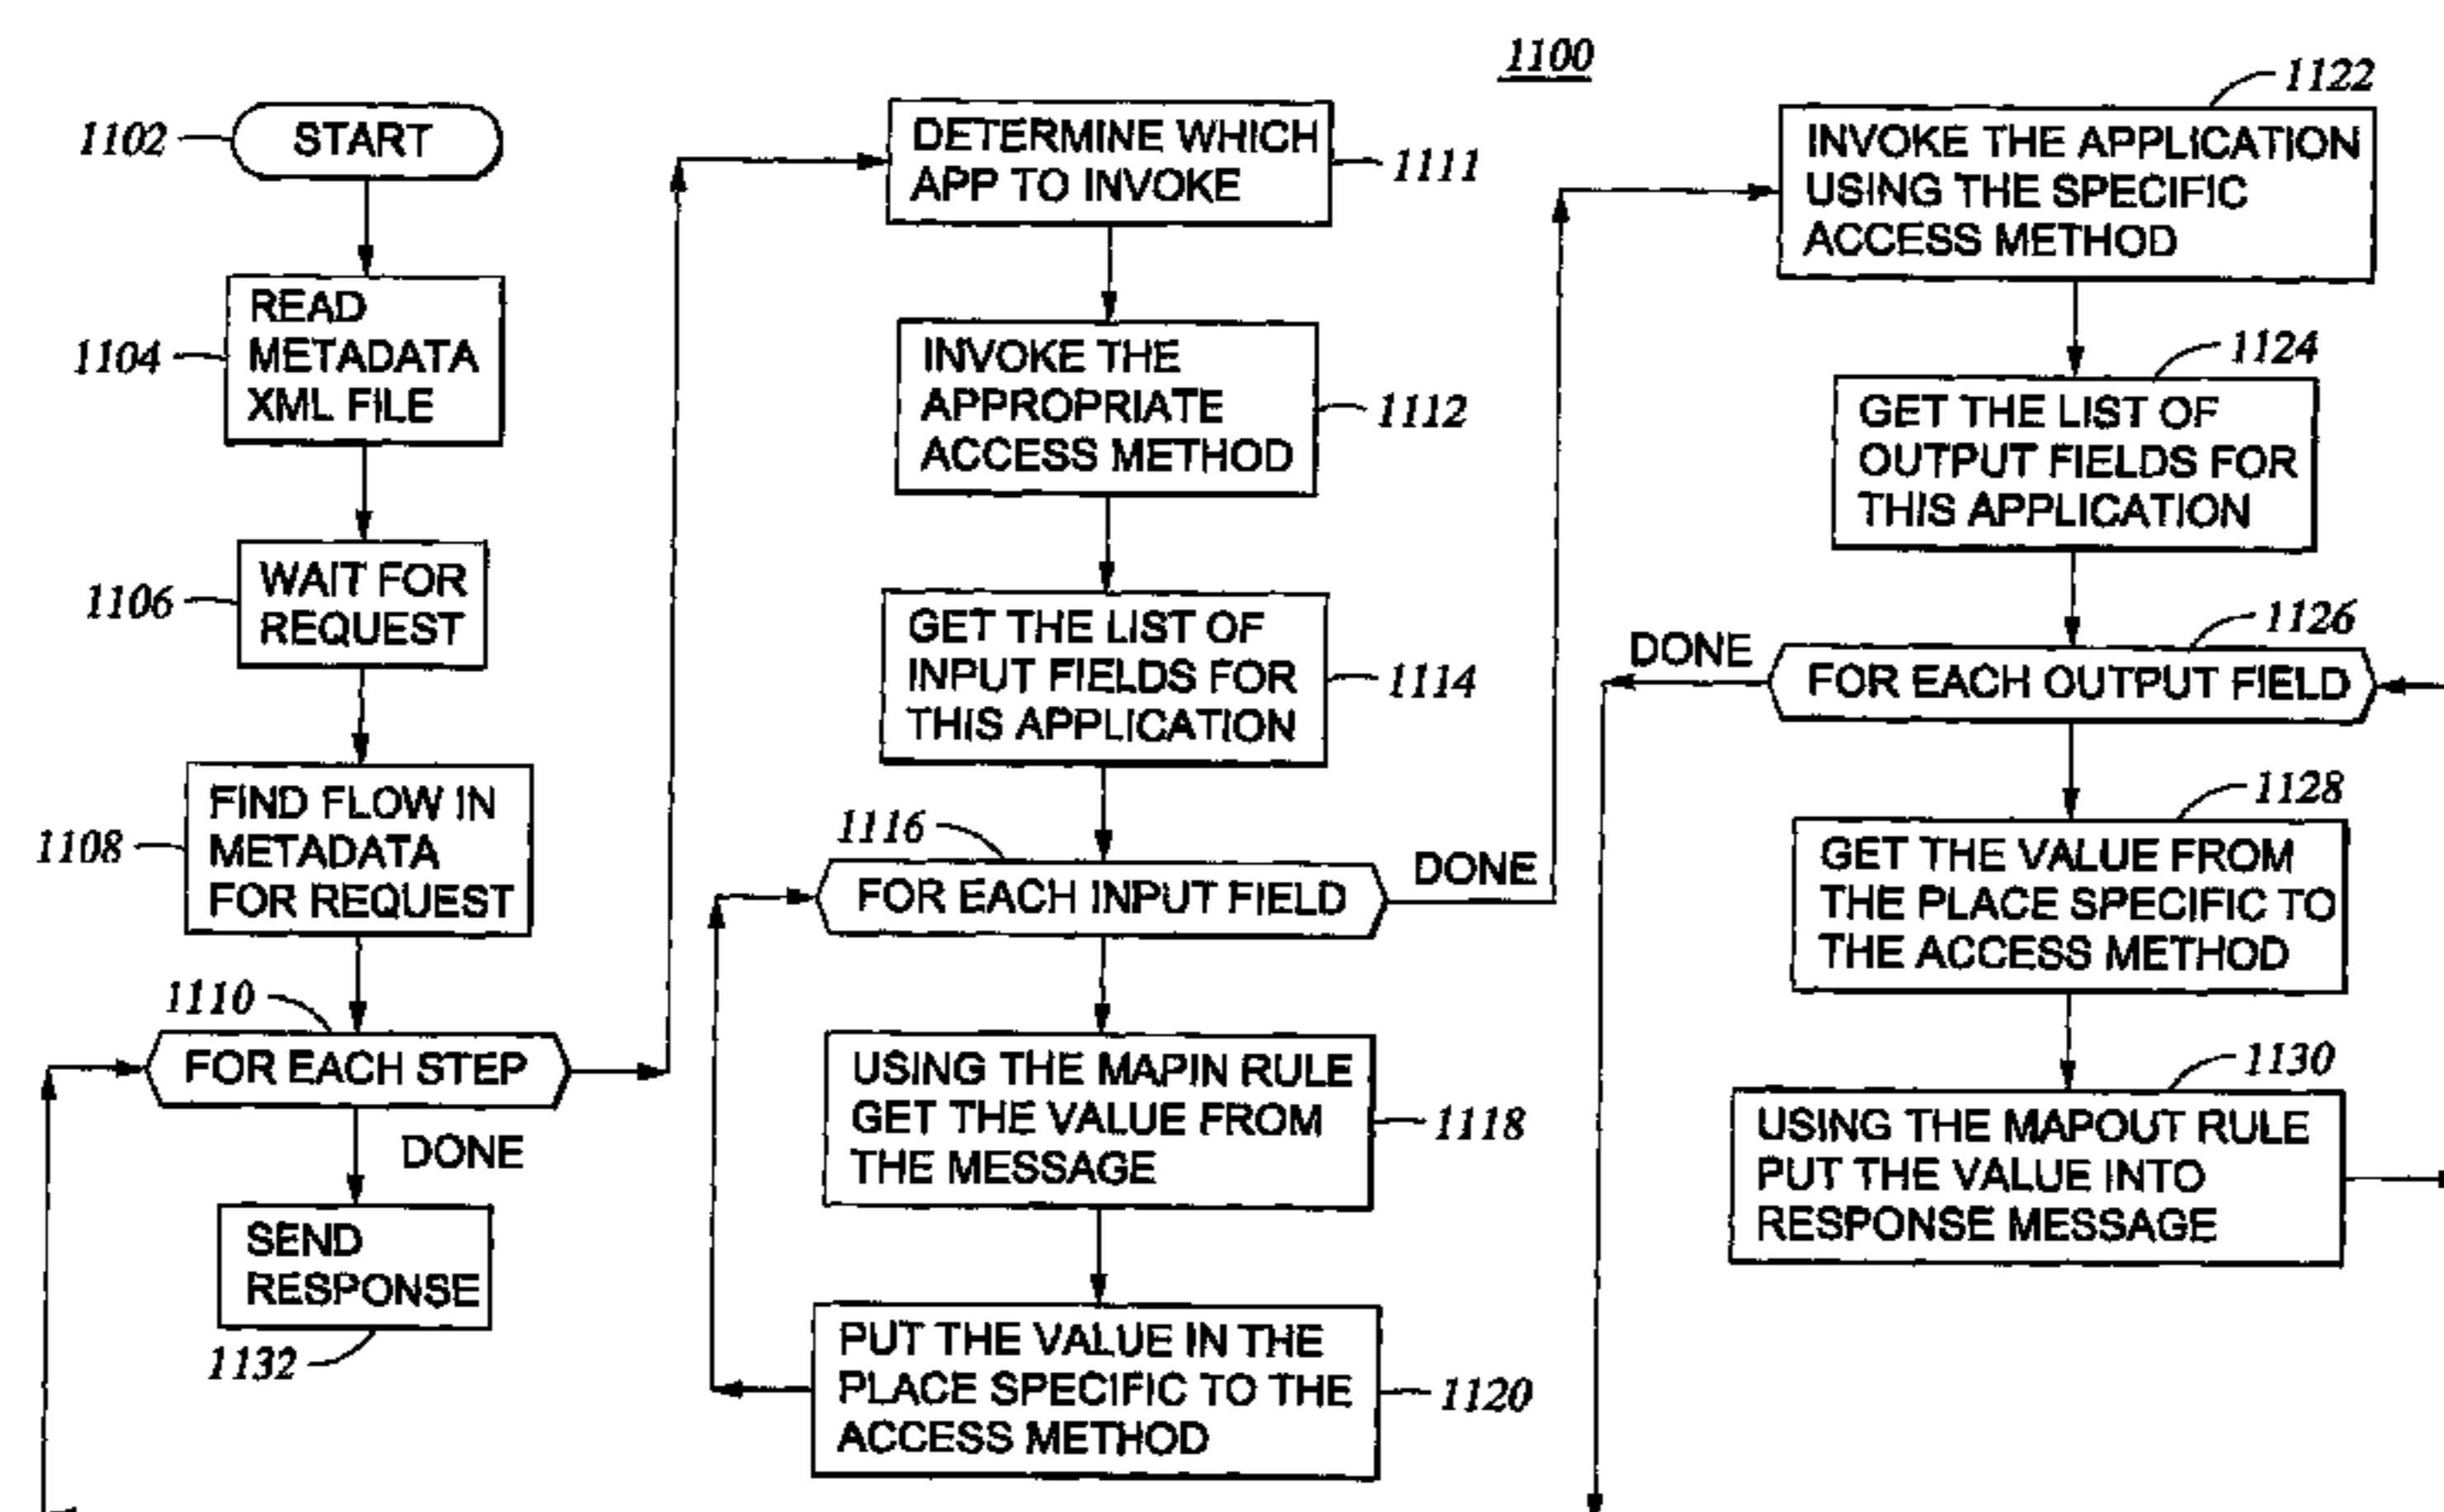 1100
1102
START
1104
READ
METADATA
XML FILE
1106
WAIT FOR
REQUEST
1108
FIND FLOW IN
METADATA
FOR REQUEST
1110
FOR EACH STEP
DONE
SEND
RESPONSE
1132
DETERMINE WHICH
APP TO INVOKE
1111
INVOKE THE
APPROPRIATE
ACCESS METHOD
1112
GET THE LIST OF
INPUT FIELDS FOR
THIS APPLICATION
1114
1116
FOR EACH INPUT FIELD
DONE
USING THE MAPIN RULE
GET THE VALUE FROM
THE MESSAGE
1118
PUT THE VALUE IN THE
PLACE SPECIFIC TO THE
ACCESS METHOD
1120
1122
INVOKE THE APPLICATION
USING THE SPECIFIC
ACCESS METHOD
1124
GET THE LIST OF
OUTPUT FIELDS FOR
THIS APPLICATION
1126
DONE
FOR EACH OUTPUT FIELD
1128
GET THE VALUE FROM
THE PLACE SPECIFIC TO
THE ACCESS METHOD
1130
USING THE MAPOUT RULE
PUT THE VALUE INTO
RESPONSE MESSAGE